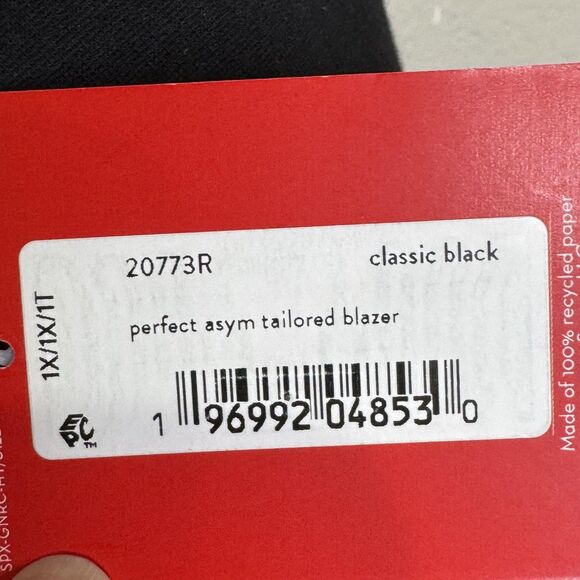 20773R
classic black
perfect asym tailored blazer
1X/1X/1T
EPC™
1 96992 04853 0
Made of 100% recycled paper